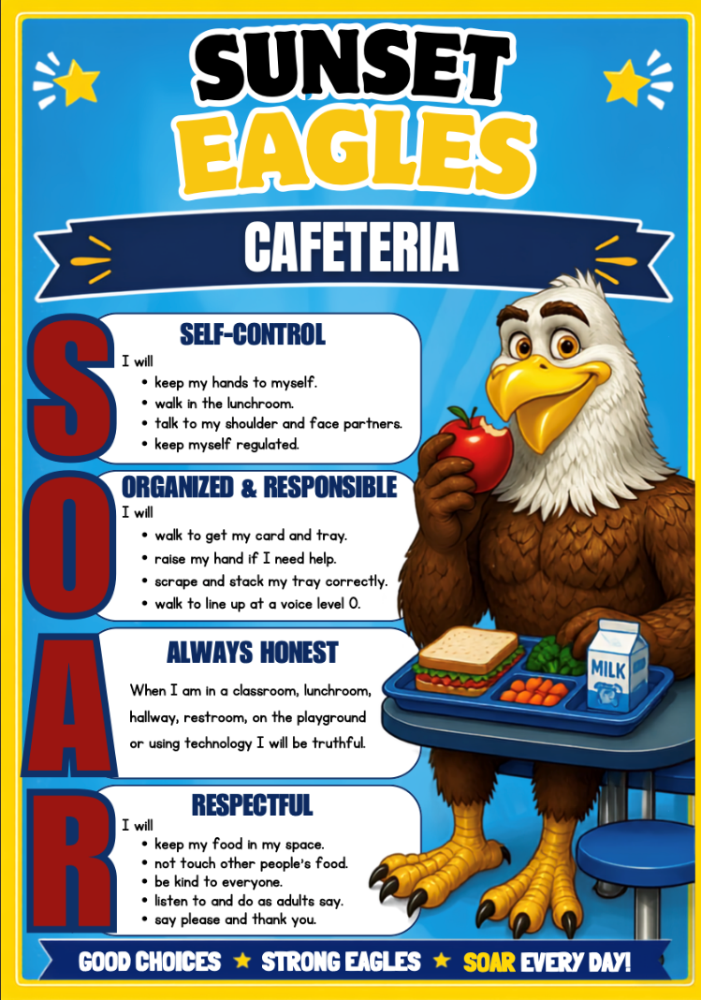 SUNSET
EAGLES
CAFETERIA
S
SELF-CONTROL
I will
• keep my hands to myself.
• walk in the lunchroom.
• talk to my shoulder and face partners.
• keep myself regulated.
O
ORGANIZED & RESPONSIBLE
I will
• walk to get my card and tray.
• raise my hand if I need help.
• scrape and stack my tray correctly.
• walk to line up at a voice level 0.
A
ALWAYS HONEST
When I am in a classroom, lunchroom,
hallway, restroom, on the playground
or using technology I will be truthful.
R
RESPECTFUL
I will
• keep my food in my space.
• not touch other people's food.
• be kind to everyone.
• listen to and do as adults say.
• say please and thank you.
MILK
GOOD CHOICES ★ STRONG EAGLES ★ SOAR EVERY DAY!